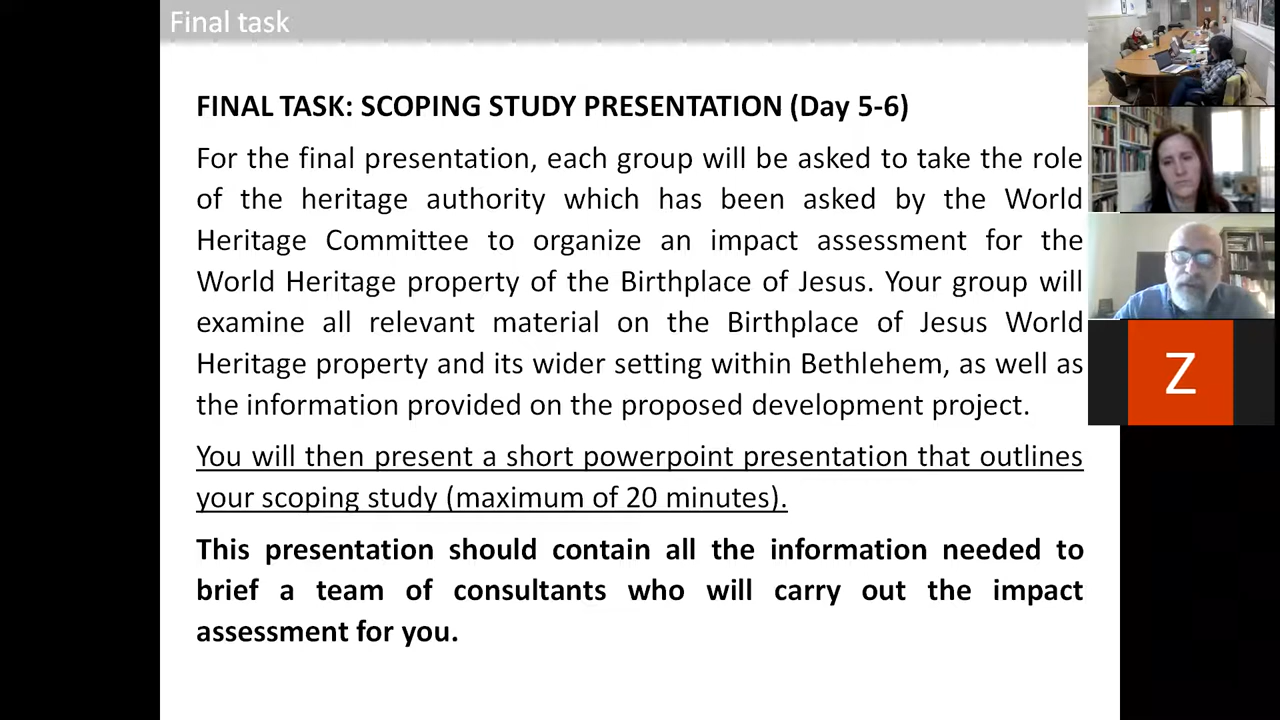 Final task
FINAL TASK: SCOPING STUDY PRESENTATION (Day 5-6)
For the final presentation, each group will be asked to take the role
of the heritage authority which has been asked by the World
Heritage Committee to organize an impact assessment for the
World Heritage property of the Birthplace of Jesus. Your group will
examine all relevant material on the Birthplace of Jesus World
Heritage property and its wider setting within Bethlehem, as well as
the information provided on the proposed development project.
You will then present a short powerpoint presentation that outlines
your scoping study (maximum of 20 minutes).
This presentation should contain all the information needed to
brief a team of consultants who will carry out the impact
assessment for you.
Z